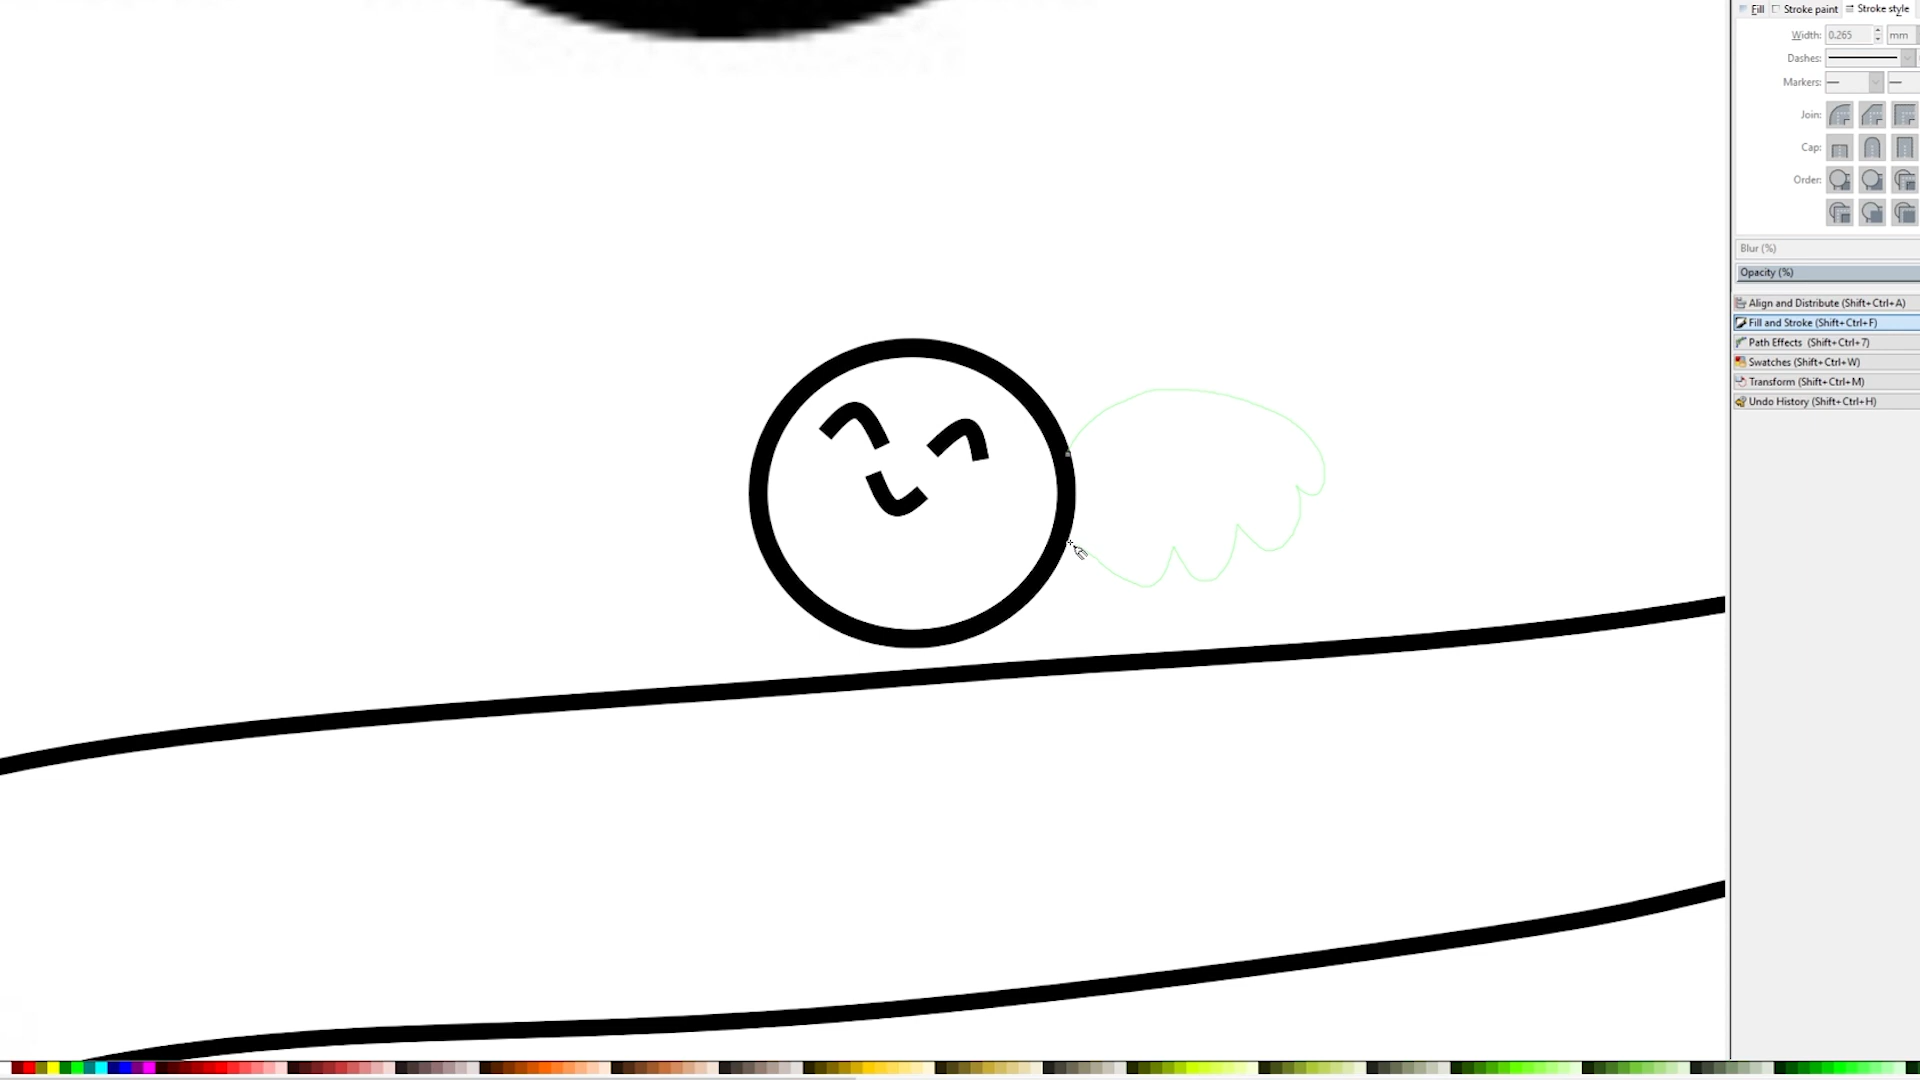 Fill Stroke paint Stroke style
Width: 0.265 mm
Dashes:
Markers:
Join:
Cap:
Order:
Blur (%)
Opacity (%)
Align and Distribute (Shift+Ctrl+A)
Fill and Stroke (Shift+Ctrl+F)
Path Effects (Shift+Ctrl+7)
Swatches (Shift+Ctrl+W)
Transform (Shift+Ctrl+M)
Undo History (Shift+Ctrl+H)